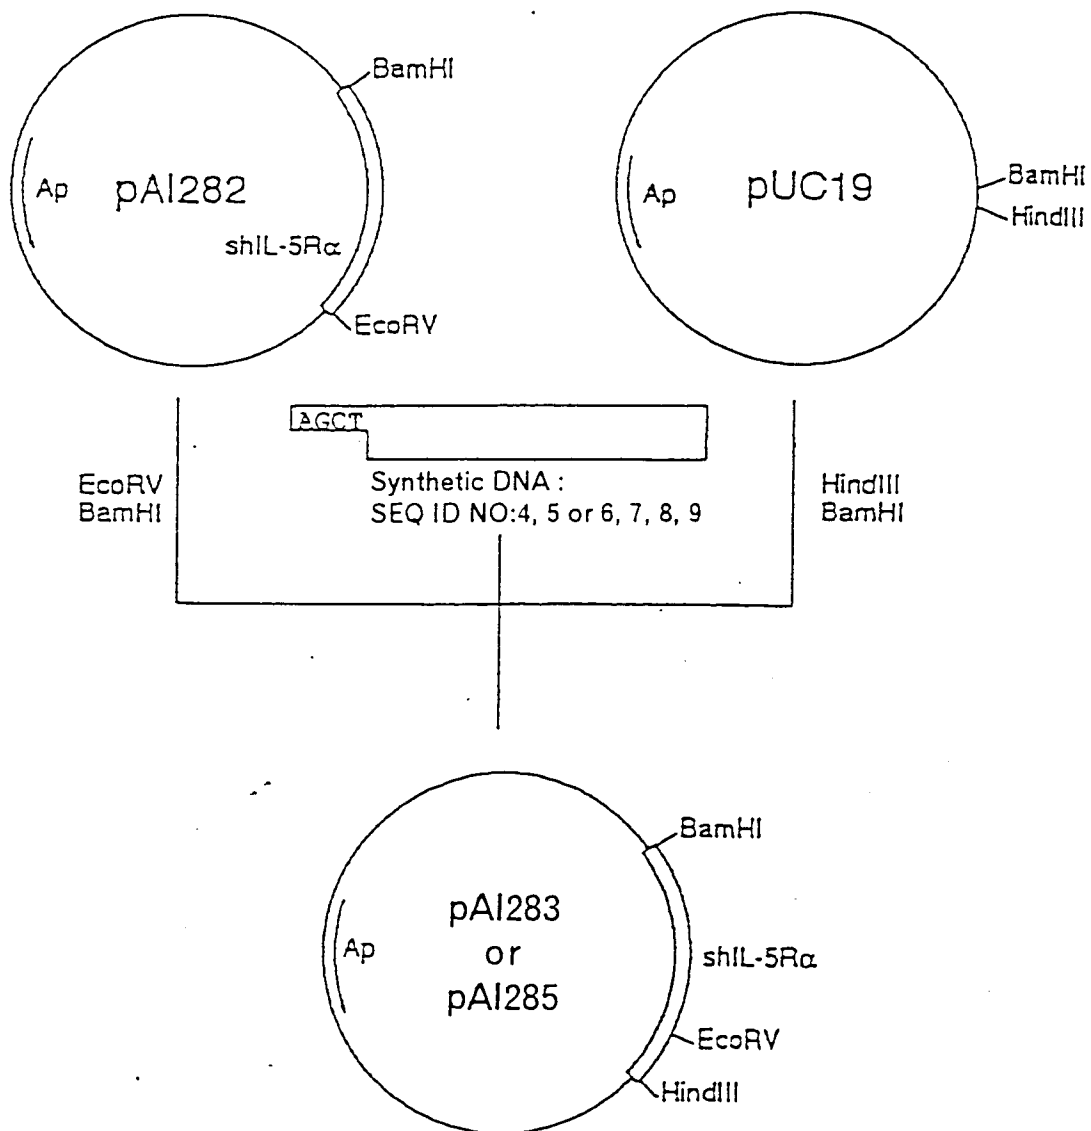 BamHI
Ap
pAI282
shIL-5Rα
EcoRV
Ap
pUC19
BamHI
HindIII
AGCT
EcoRV
BamHI
Synthetic DNA :
SEQ ID NO:4, 5 or 6, 7, 8, 9
HindIII
BamHI
BamHI
Ap
pAI283
or
pAI285
shIL-5Rα
EcoRV
HindIII